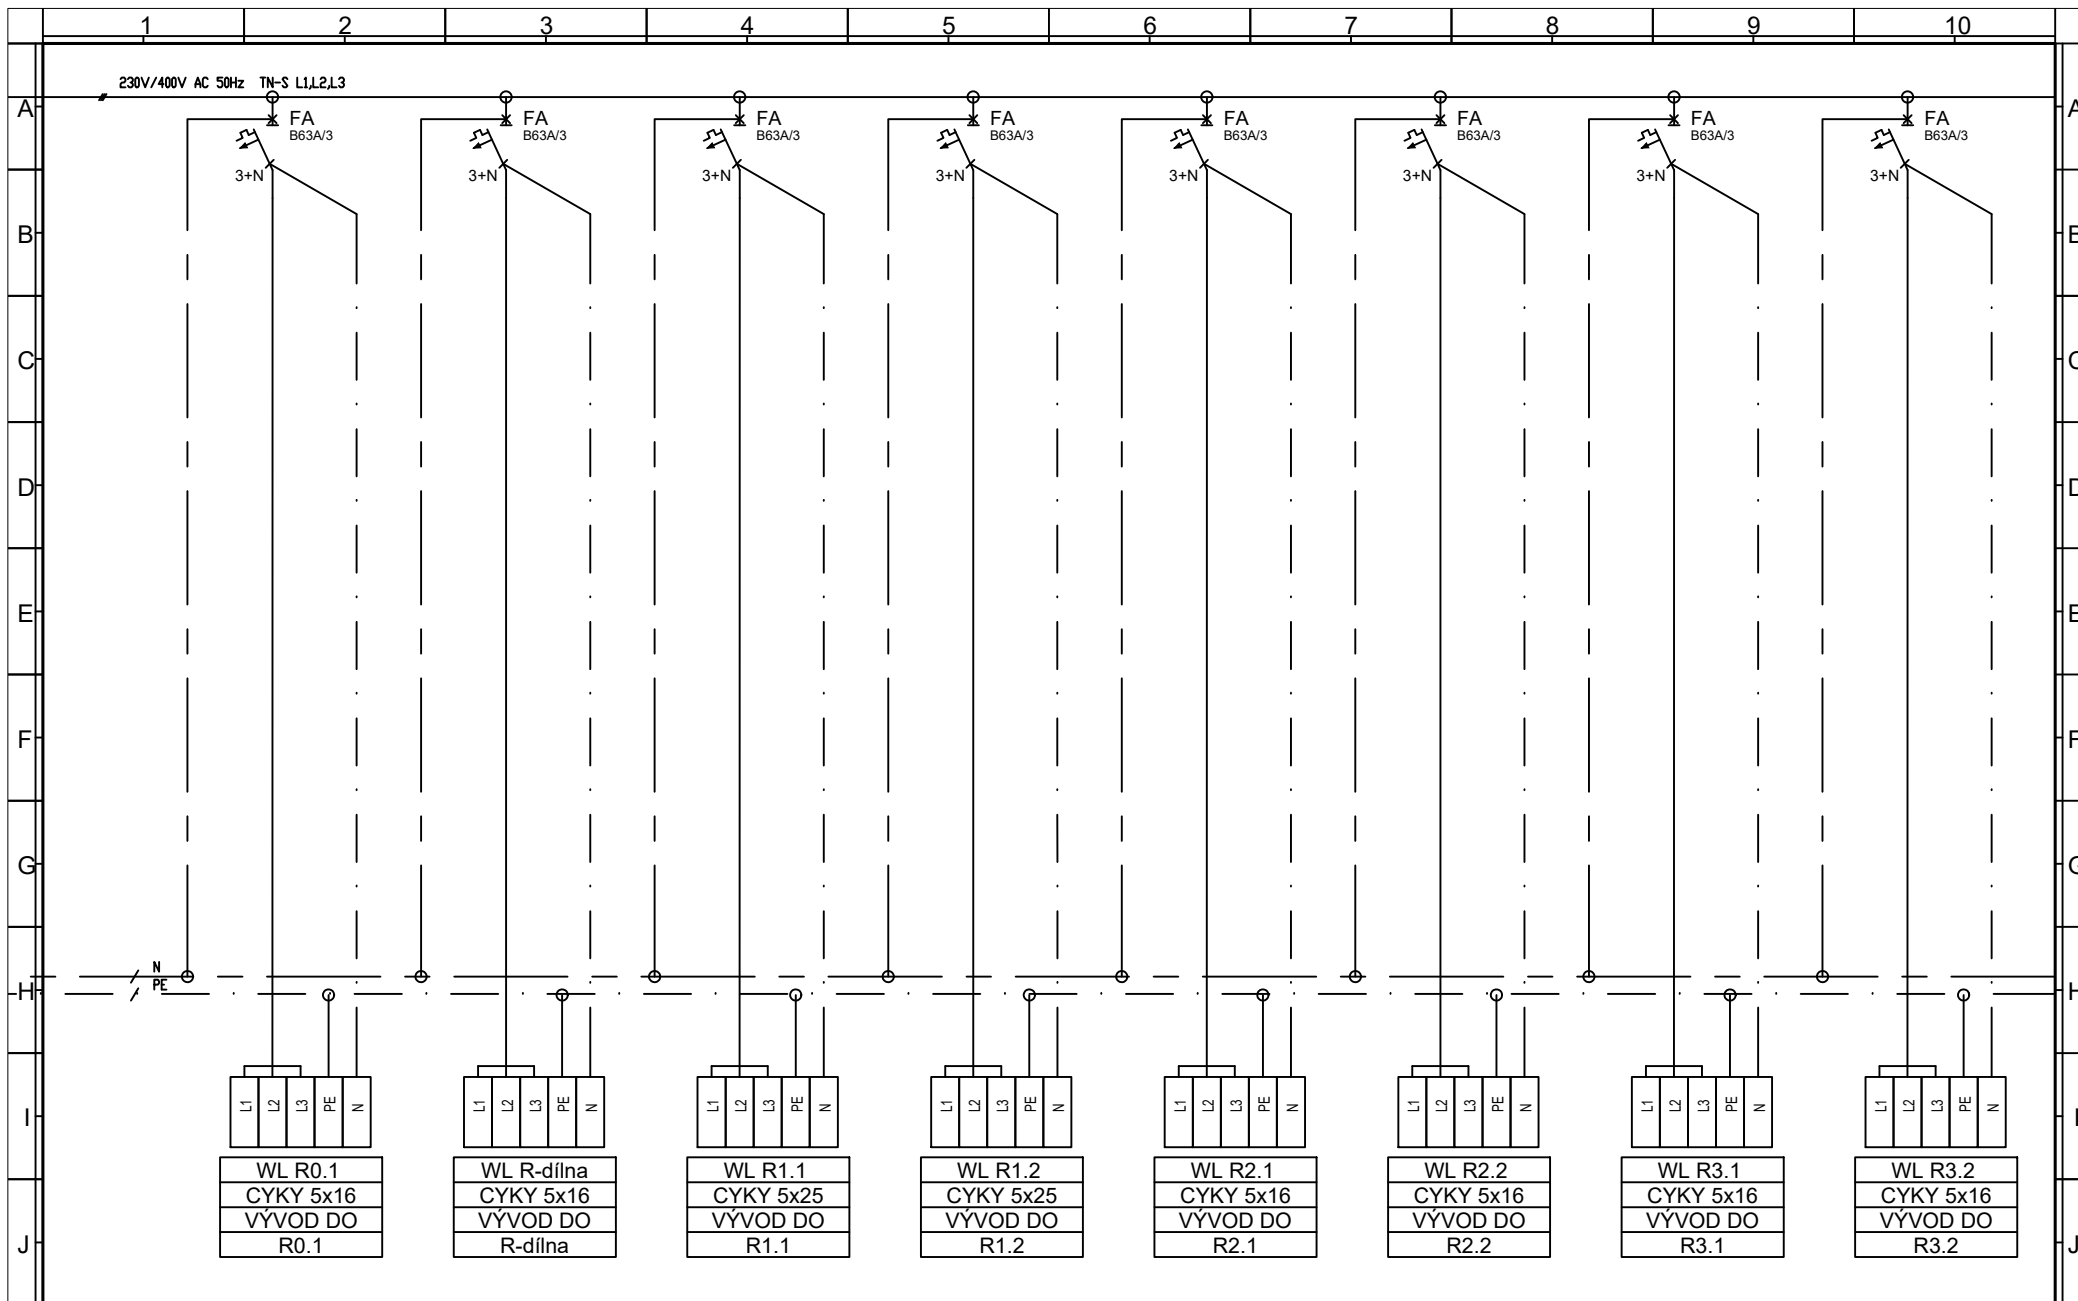 1 2 3 4 5 6 7 8 9 10
230V/400V AC 50Hz TN-S L1,L2,L3
A A
FA FA FA FA FA FA FA FA
B63A/3 B63A/3 B63A/3 B63A/3 B63A/3 B63A/3 B63A/3 B63A/3
3+N 3+N 3+N 3+N 3+N 3+N 3+N 3+N
B B
C C
D D
E E
F F
G G
N
PE
H H
L1 L2 L3 PE N L1 L2 L3 PE N L1 L2 L3 PE N L1 L2 L3 PE N L1 L2 L3 PE N L1 L2 L3 PE N L1 L2 L3 PE N L1 L2 L3 PE N
I I
WL R0.1 WL R-dílna WL R1.1 WL R1.2 WL R2.1 WL R2.2 WL R3.1 WL R3.2
CYKY 5x16 CYKY 5x16 CYKY 5x25 CYKY 5x25 CYKY 5x16 CYKY 5x16 CYKY 5x16 CYKY 5x16
VÝVOD DO VÝVOD DO VÝVOD DO VÝVOD DO VÝVOD DO VÝVOD DO VÝVOD DO VÝVOD DO
J R0.1 R-dílna R1.1 R1.2 R2.1 R2.2 R3.1 R3.2 J